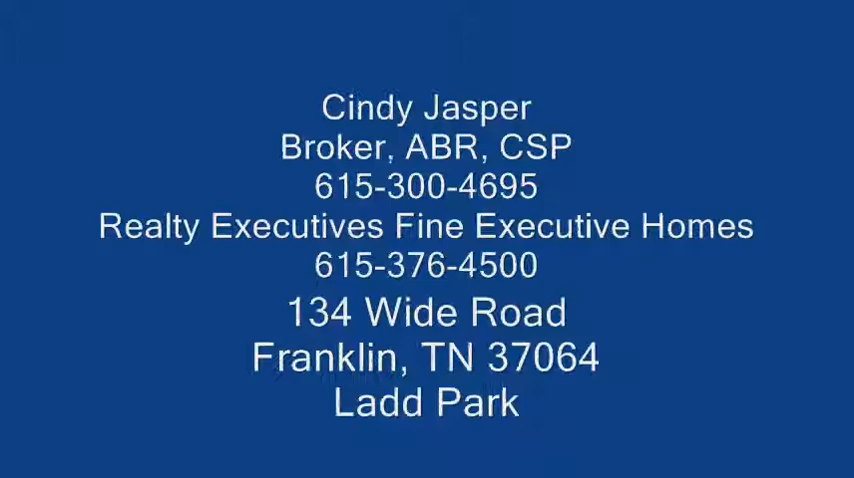 Cindy Jasper
Broker, ABR, CSP
615-300-4695
Realty Executives Fine Executive Homes
615-376-4500
134 Wide Road
Franklin, TN 37064
Ladd Park